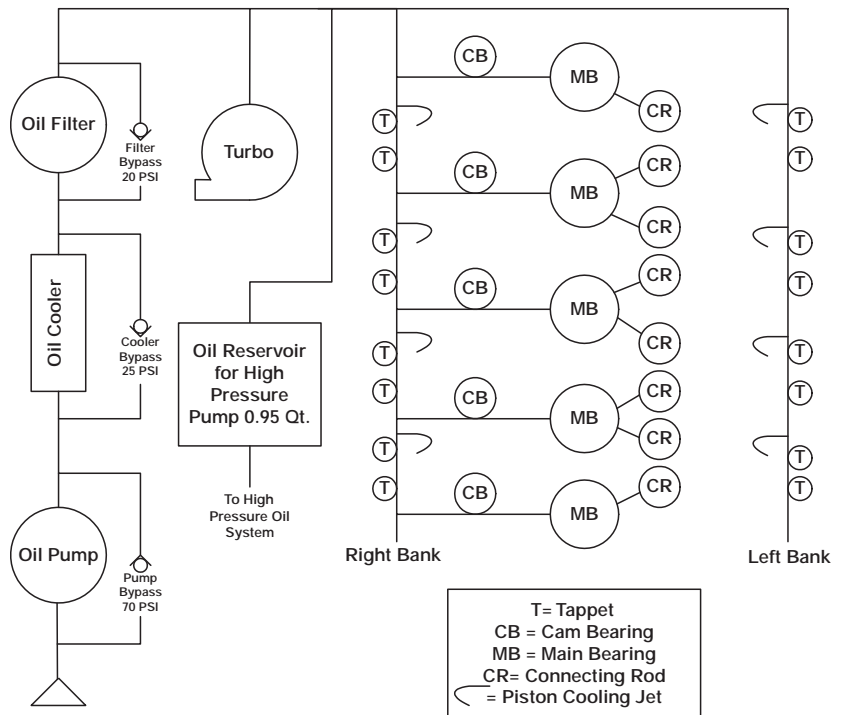 Oil Filter
Filter
Bypass
20 PSI
Oil Cooler
Cooler
Bypass
25 PSI
Oil Pump
Pump
Bypass
70 PSI
Turbo
Oil Reservoir
for High
Pressure
Pump 0.95 Qt.
To High
Pressure Oil
System
CB
MB
CR
T
T
CB
MB
CR
CR
T
T
CB
MB
CR
CR
T
T
CB
MB
CR
CR
T
T
CB
MB
CR
Right Bank
T
T
T
T
T
T
T
T
Left Bank
T= Tappet
CB = Cam Bearing
MB = Main Bearing
CR= Connecting Rod
= Piston Cooling Jet